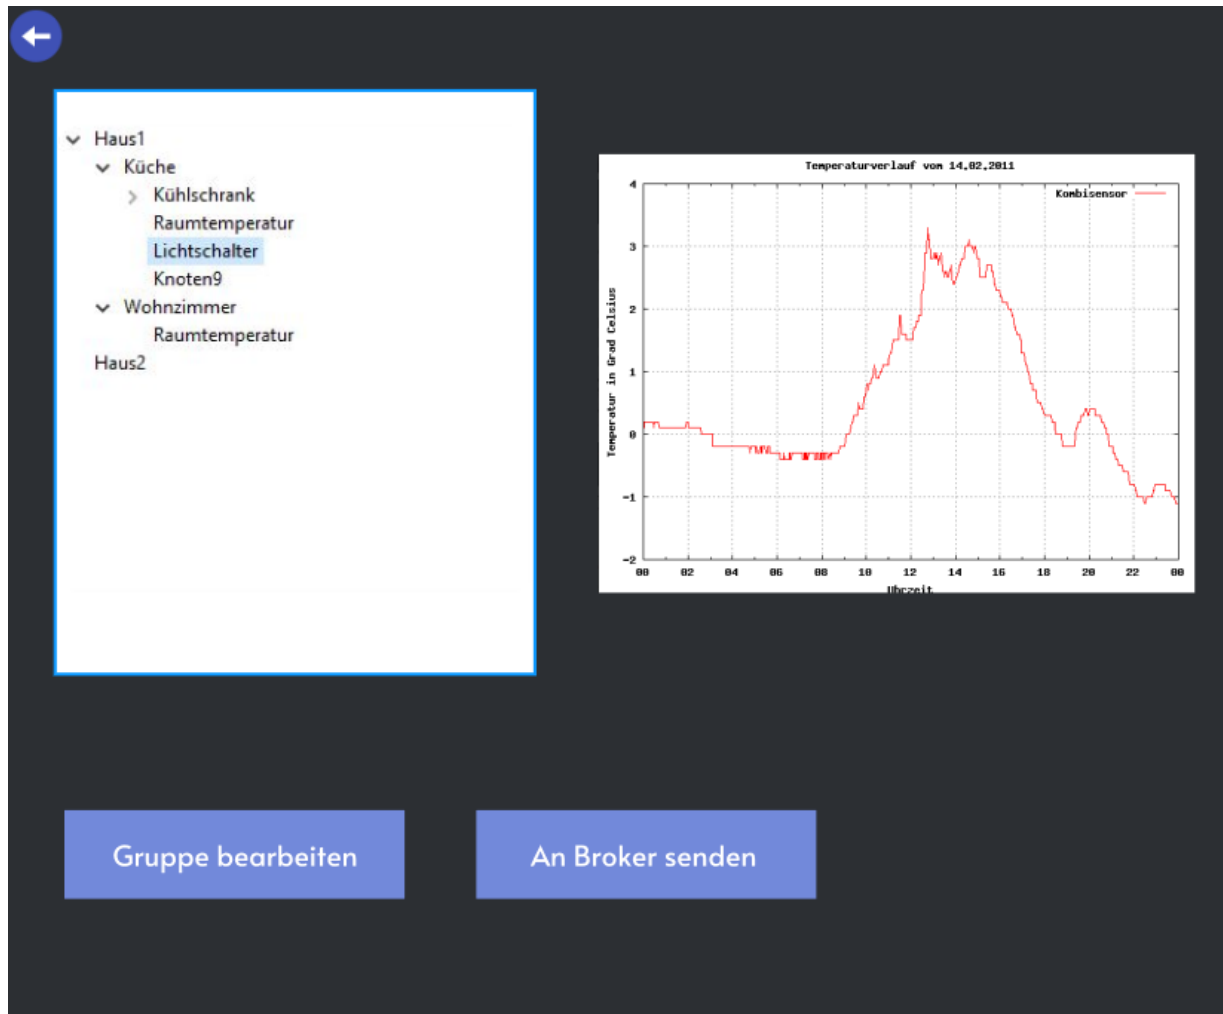 Haus1
Küche
Kühlschrank
Raumtemperatur
Lichtschalter
Knoten9
Wohnzimmer
Raumtemperatur
Haus2
Temperaturverlauf vom 14.02.2011
Kombisensor
Temperatur in Grad Celsius
4
3
2
1
0
-1
-2
00 02 04 06 08 10 12 14 16 18 20 22 00
Uhrzeit
Gruppe bearbeiten
An Broker senden